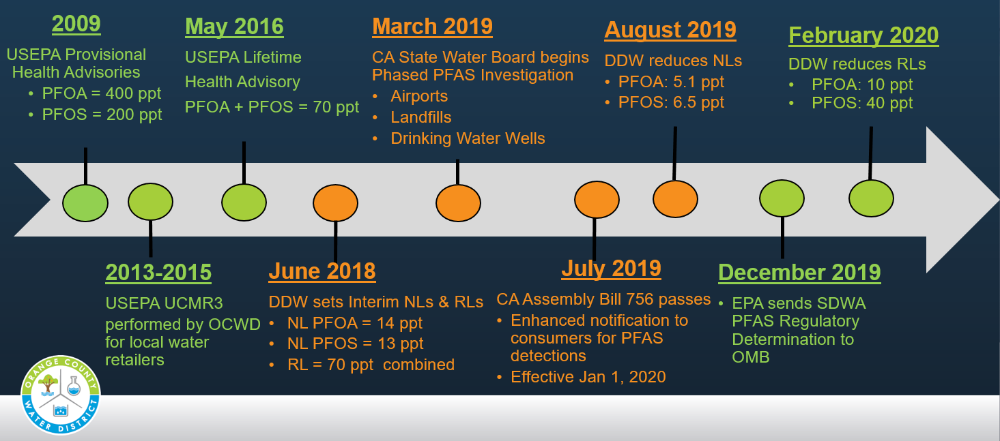 2009
USEPA Provisional
Health Advisories
• PFOA = 400 ppt
• PFOS = 200 ppt
May 2016
USEPA Lifetime
Health Advisory
PFOA + PFOS = 70 ppt
March 2019
CA State Water Board begins
Phased PFAS Investigation
• Airports
• Landfills
• Drinking Water Wells
August 2019
DDW reduces NLs
• PFOA: 5.1 ppt
• PFOS: 6.5 ppt
February 2020
DDW reduces RLs
• PFOA: 10 ppt
• PFOS: 40 ppt
2013-2015
USEPA UCMR3
performed by OCWD
for local water
retailers
June 2018
DDW sets Interim NLs & RLs
• NL PFOA = 14 ppt
• NL PFOS = 13 ppt
• RL = 70 ppt combined
July 2019
CA Assembly Bill 756 passes
• Enhanced notification to
consumers for PFAS
detections
• Effective Jan 1, 2020
December 2019
• EPA sends SDWA
PFAS Regulatory
Determination to
OMB
ORANGE COUNTY
WATER DISTRICT